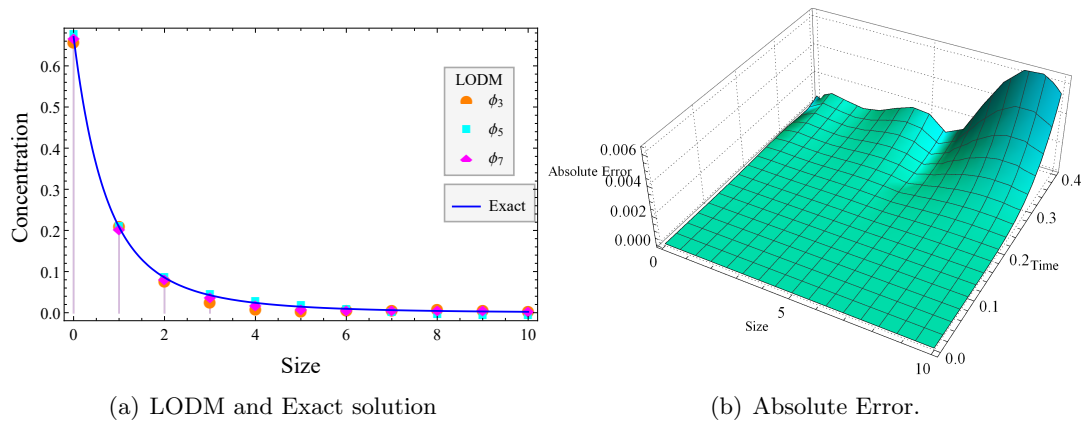 Concentration
0.6
0.5
0.4
0.3
0.2
0.1
0.0
0 2 4 6 8 10
Size
LODM
ϕ3
ϕ5
ϕ7
Exact
(a) LODM and Exact solution
0.006
Absolute Error
0.004
0.002
0.000
0
5
10
Size
0.4
0.3
0.2
Time
0.1
0.0
(b) Absolute Error.